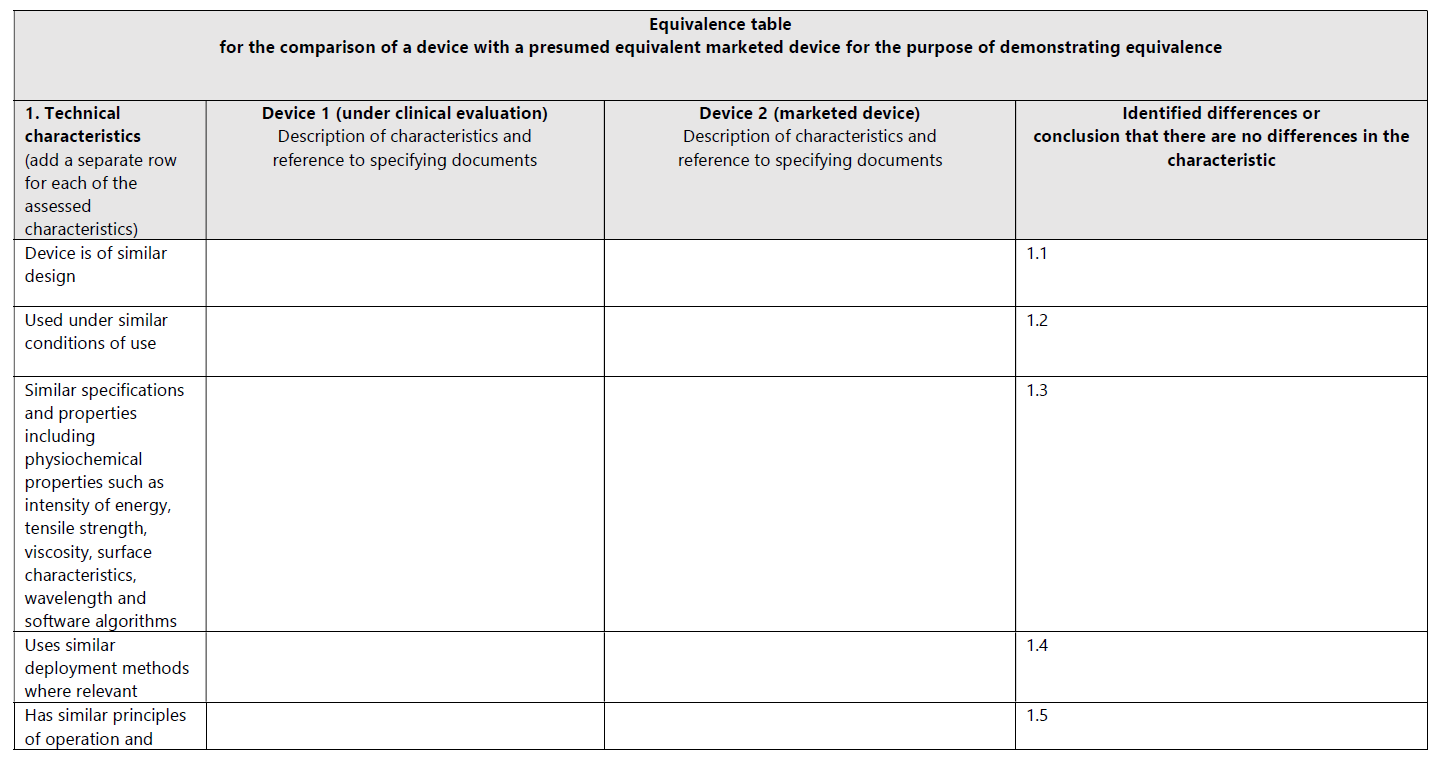 Equivalence table
for the comparison of a device with a presumed equivalent marketed device for the purpose of demonstrating equivalence
1. Technical
characteristics
(add a separate row
for each of the
assessed
characteristics)
Device 1 (under clinical evaluation)
Description of characteristics and
reference to specifying documents
Device 2 (marketed device)
Description of characteristics and
reference to specifying documents
Identified differences or
conclusion that there are no differences in the
characteristic
Device is of similar
design
1.1
Used under similar
conditions of use
1.2
Similar specifications
and properties
including
physiochemical
properties such as
intensity of energy,
tensile strength,
viscosity, surface
characteristics,
wavelength and
software algorithms
1.3
Uses similar
deployment methods
where relevant
1.4
Has similar principles
of operation and
1.5